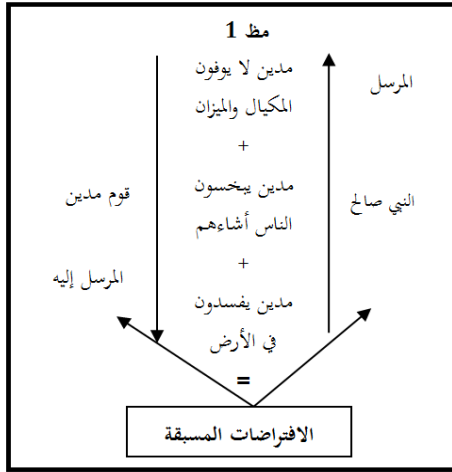 مظ 1
المرسل
النبي صالح
مدين لا يوفون
المكيال والميزان
+
مدين يبخسون
الناس أشاءهم
+
مدين يفسدون
في الأرض
=
قوم مدين
المرسل إليه
الافتراضات المسبقة